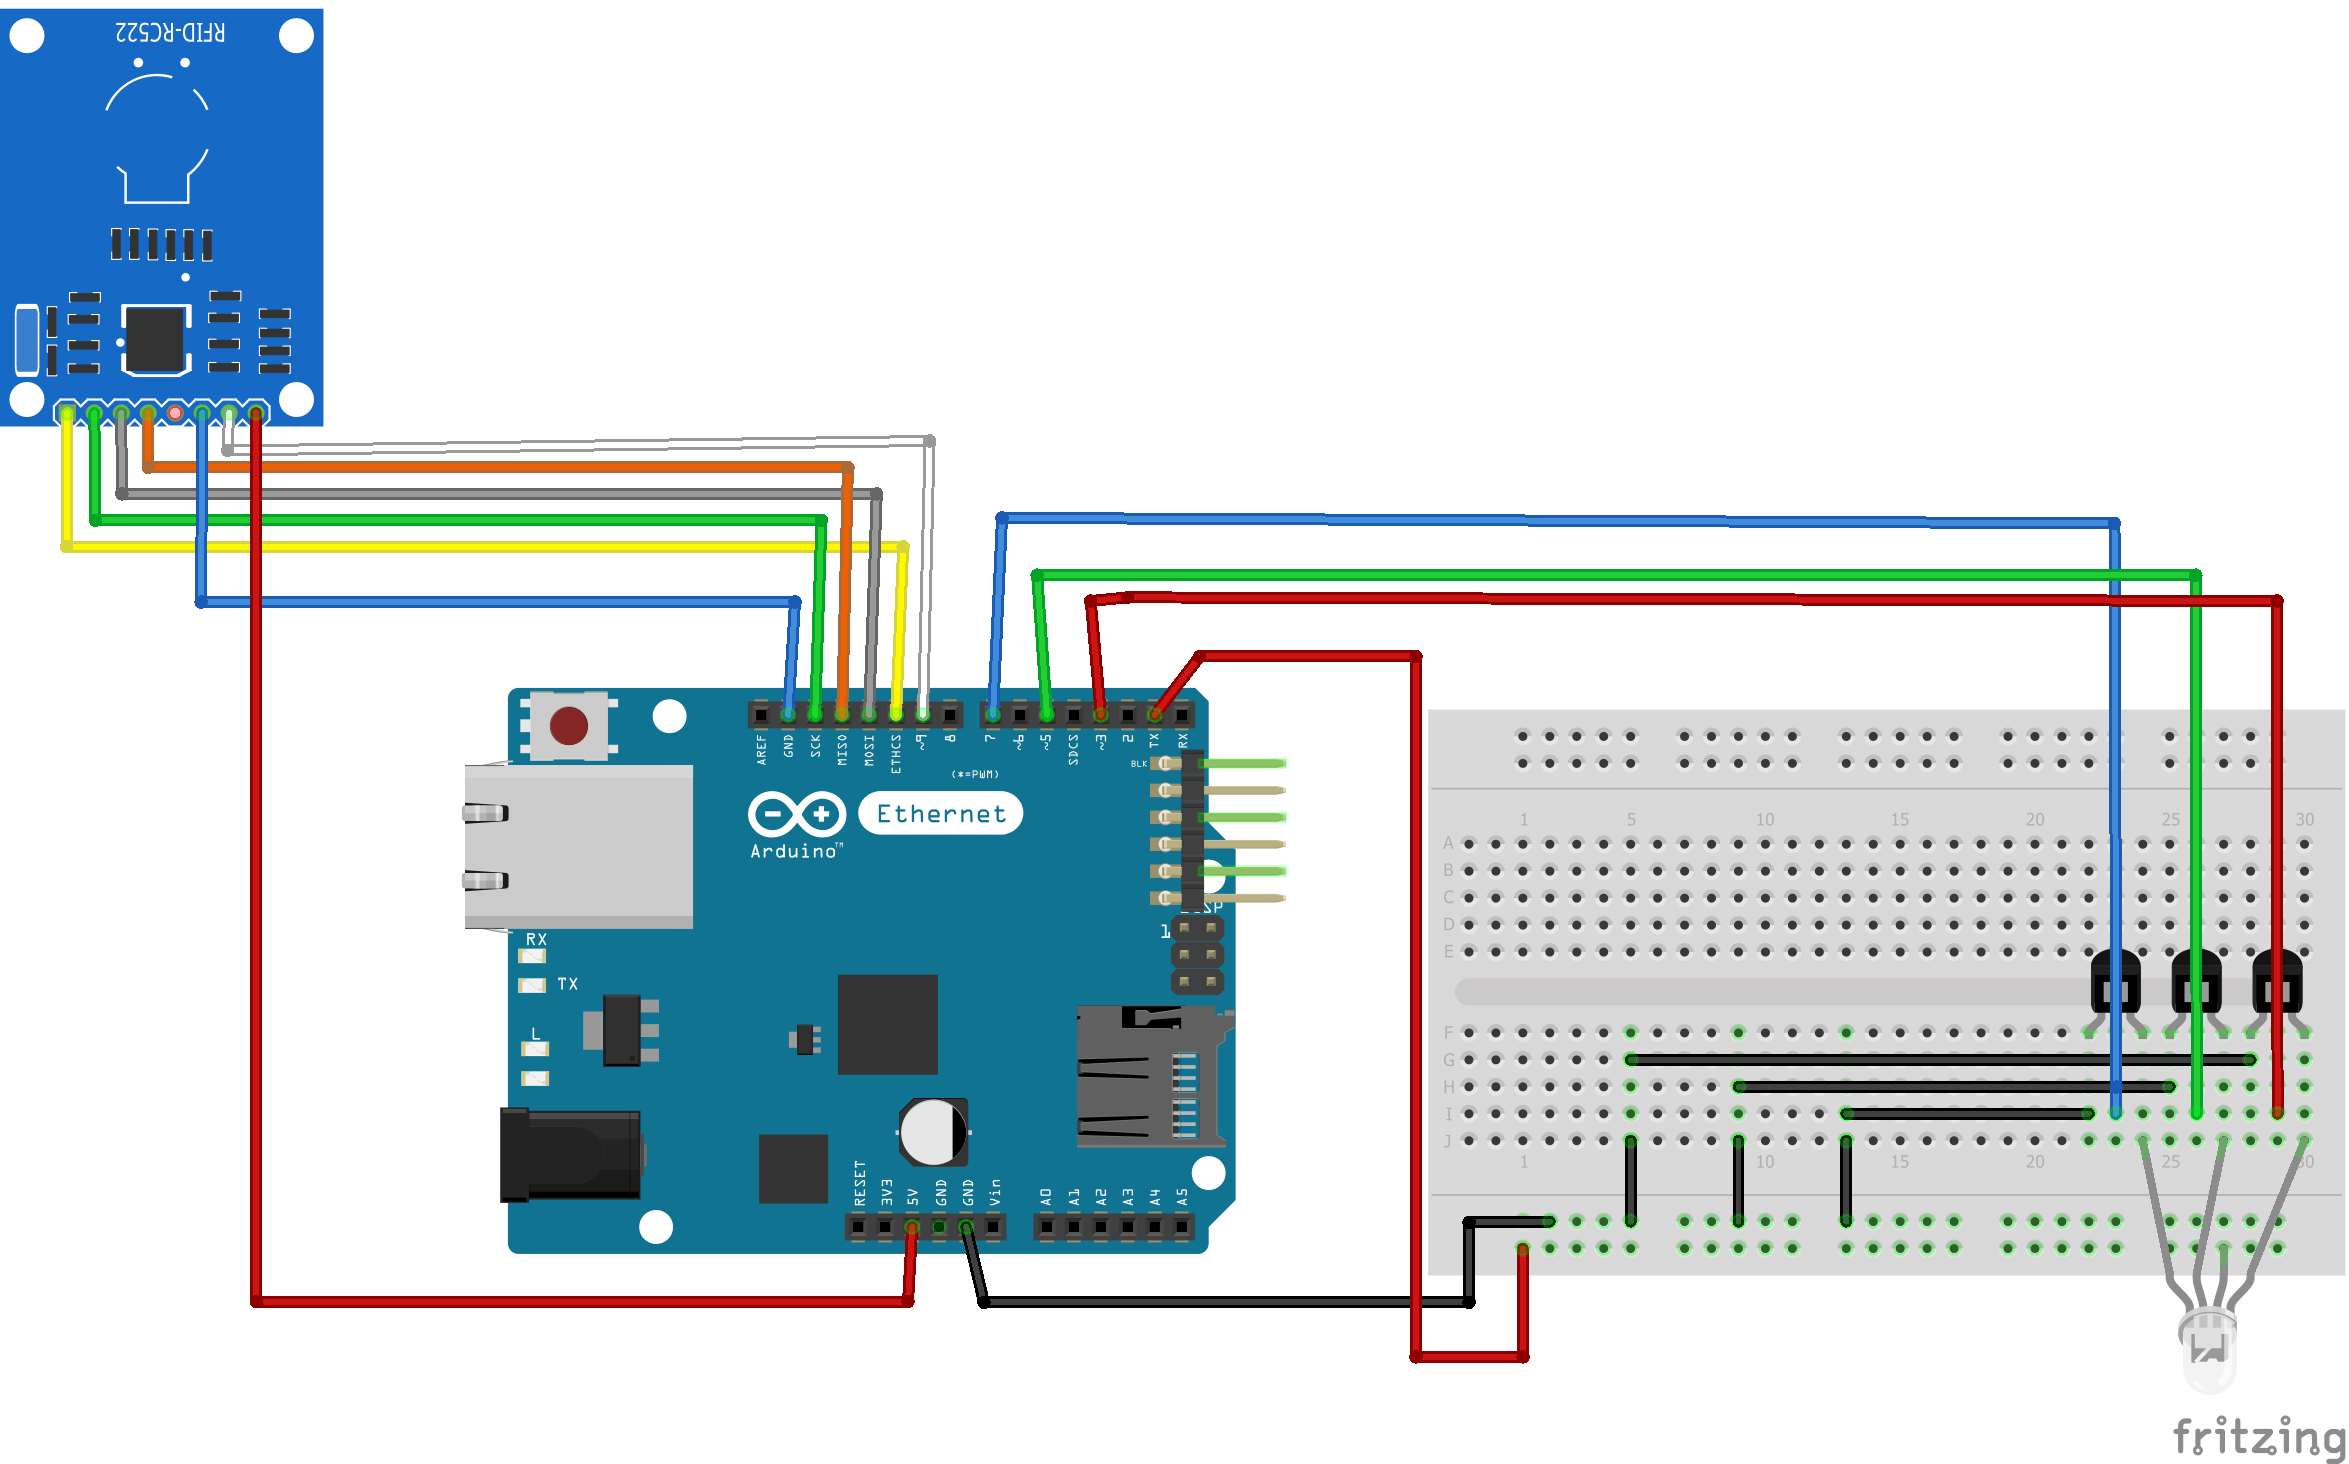 RFID-RC522
AREF
GND
SCK
MISO
MOSI
ETHCS
~9
8
7
~6
~5
SDCS
~3
2
TX
RX
(*=PWM)
BLK
Arduino™
Ethernet
1
RX
TX
L
RESET
3V3
5V
GND
GND
Vin
A0
A1
A2
A3
A4
A5
1 5 10 15 20 25 30
A
B
C
D
E
F
G
H
I
J
1 10 15 20 25 30
fritzing